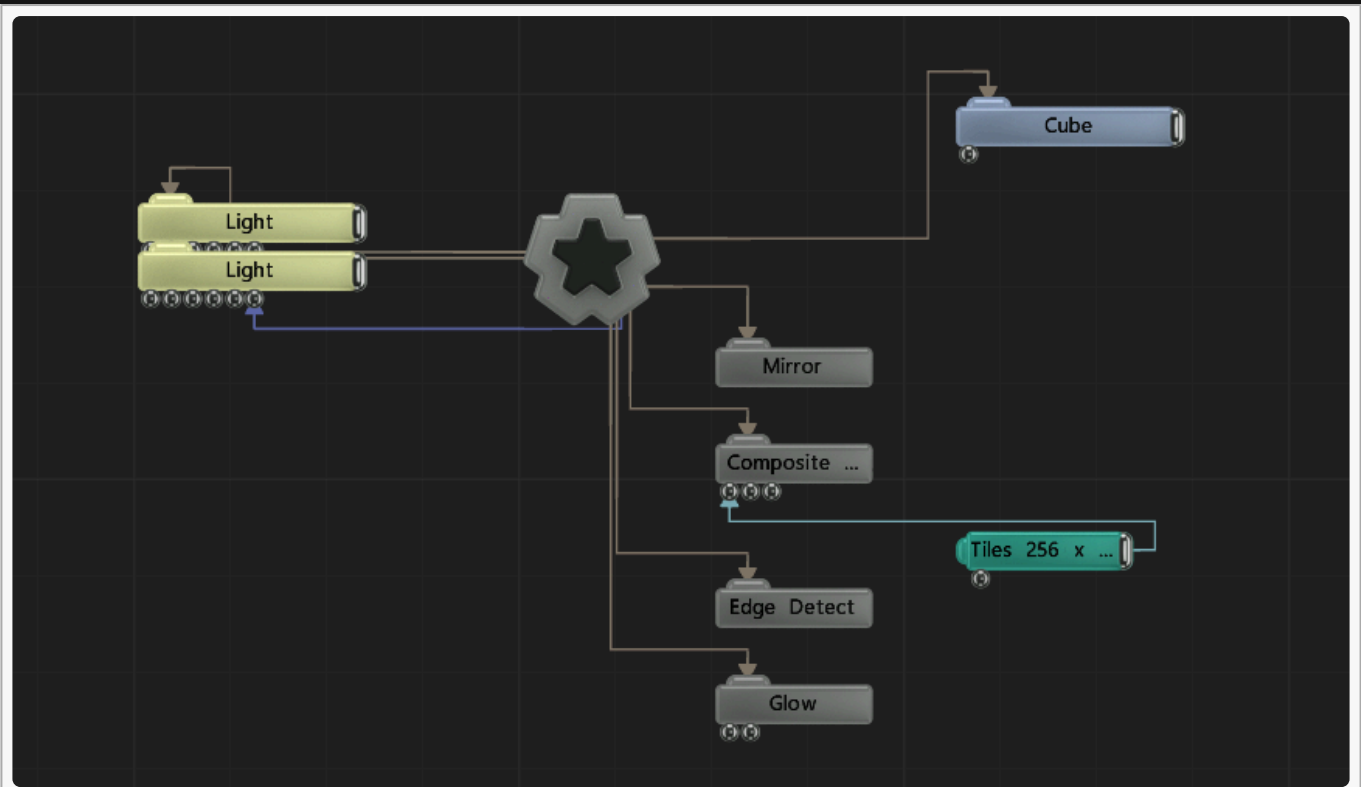 Cube
Light
Light
Mirror
Composite ...
Tiles 256 x ...
Edge Detect
Glow